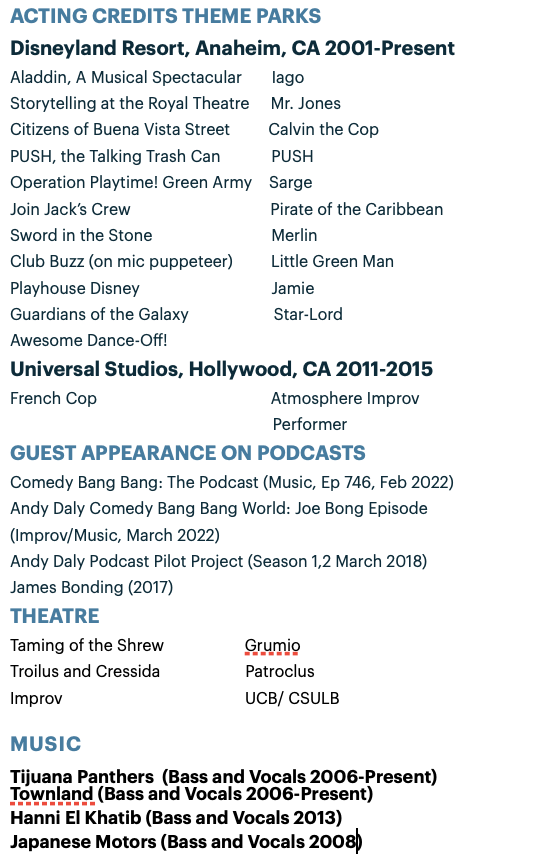 ACTING CREDITS THEME PARKS
Disneyland Resort, Anaheim, CA 2001-Present
Aladdin, A Musical Spectacular Iago
Storytelling at the Royal Theatre Mr. Jones
Citizens of Buena Vista Street Calvin the Cop
PUSH, the Talking Trash Can PUSH
Operation Playtime! Green Army Sarge
Join Jack’s Crew Pirate of the Caribbean
Sword in the Stone Merlin
Club Buzz (on mic puppeteer) Little Green Man
Playhouse Disney Jamie
Guardians of the Galaxy Star-Lord
Awesome Dance-Off!
Universal Studios, Hollywood, CA 2011-2015
French Cop Atmosphere Improv
Performer
GUEST APPEARANCE ON PODCASTS
Comedy Bang Bang: The Podcast (Music, Ep 746, Feb 2022)
Andy Daly Comedy Bang Bang World: Joe Bong Episode
(Improv/Music, March 2022)
Andy Daly Podcast Pilot Project (Season 1,2 March 2018)
James Bonding (2017)
THEATRE
Taming of the Shrew Grumio
Troilus and Cressida Patroclus
Improv UCB/ CSULB
MUSIC
Tijuana Panthers (Bass and Vocals 2006-Present)
Townland (Bass and Vocals 2006-Present)
Hanni El Khatib (Bass and Vocals 2013)
Japanese Motors (Bass and Vocals 2008)